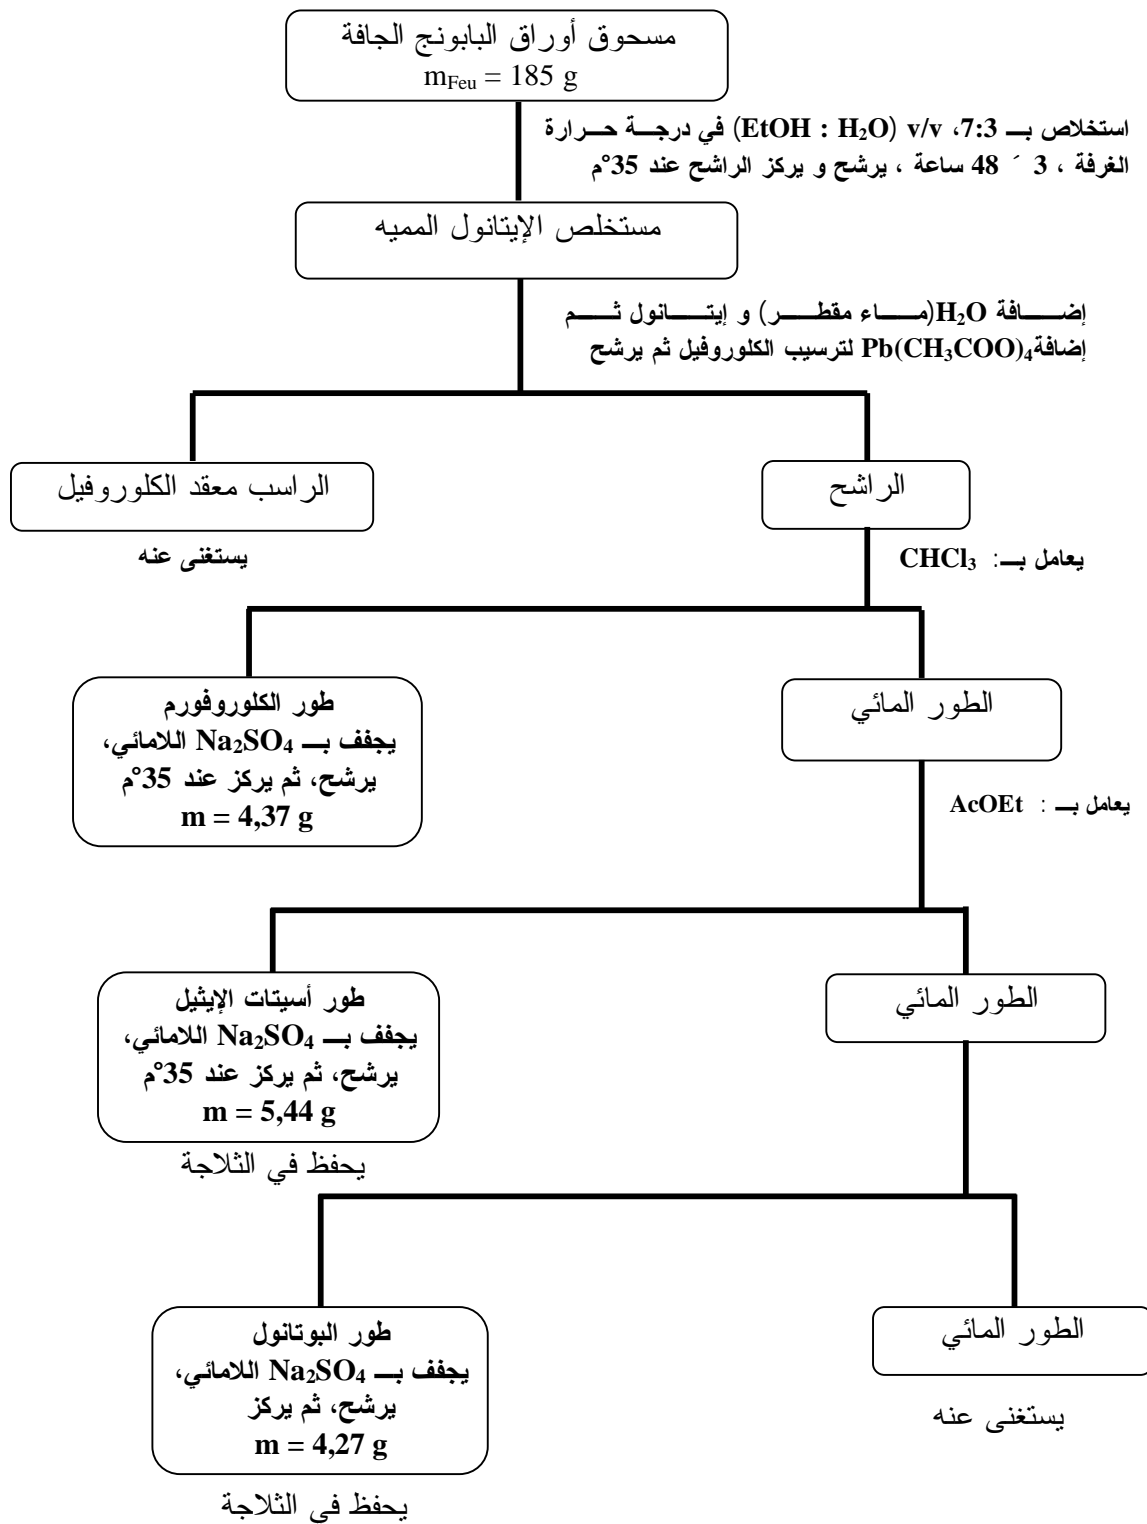 مسحوق أوراق البابونج الجافة
m_Feu = 185 g
استخلاص بـ 7:3، v/v (EtOH : H₂O) في درجة حرارة
الغرفة ، 3 ´ 48 ساعة ، يرشح و يركز الراشح عند 35°م
مستخلص الإيتانول المميه
إضافة H₂O(ماء مقطر) و إيتانول ثم
إضافةPb(CH₃COO)₄ لترسيب الكلوروفيل ثم يرشح
الراشح
الراسب معقد الكلوروفيل
يستغنى عنه
يعامل بـ: CHCl₃
الطور المائي
طور الكلوروفورم
يجفف بـ Na₂SO₄ اللامائي،
يرشح، ثم يركز عند 35°م
m = 4,37 g
يعامل بـ : AcOEt
الطور المائي
طور أسيتات الإيثيل
يجفف بـ Na₂SO₄ اللامائي،
يرشح، ثم يركز عند 35°م
m = 5,44 g
يحفظ في الثلاجة
الطور المائي
يستغنى عنه
طور البوتانول
يجفف بـ Na₂SO₄ اللامائي،
يرشح، ثم يركز
m = 4,27 g
يحفظ في الثلاجة